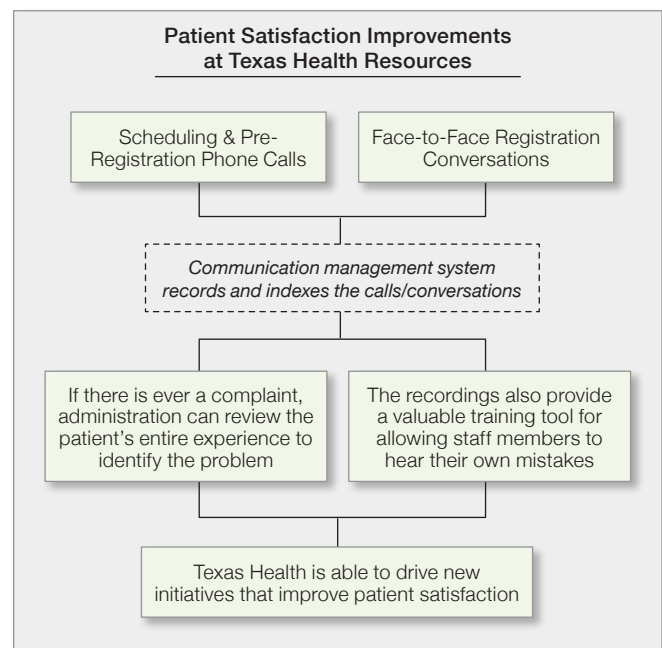 Patient Satisfaction Improvements
at Texas Health Resources
Scheduling & Pre-
Registration Phone Calls
Face-to-Face Registration
Conversations
Communication management system
records and indexes the calls/conversations
If there is ever a complaint,
administration can review the
patient's entire experience to
identify the problem
The recordings also provide
a valuable training tool for
allowing staff members to
hear their own mistakes
Texas Health is able to drive new
initiatives that improve patient satisfaction